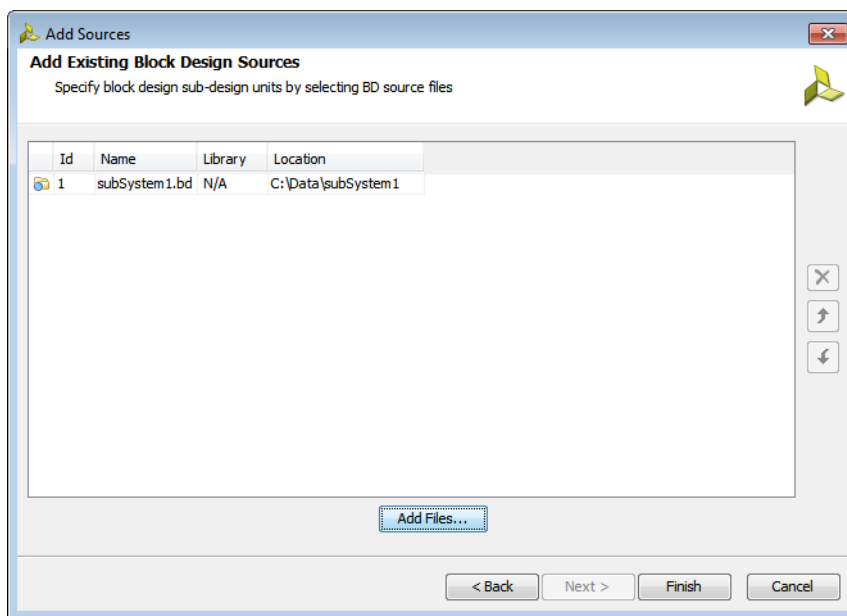 Add Sources
Add Existing Block Design Sources
Specify block design sub-design units by selecting BD source files
Id Name Library Location
1 subSystem1.bd N/A C:\Data\subSystem1
Add Files...
< Back Next > Finish Cancel